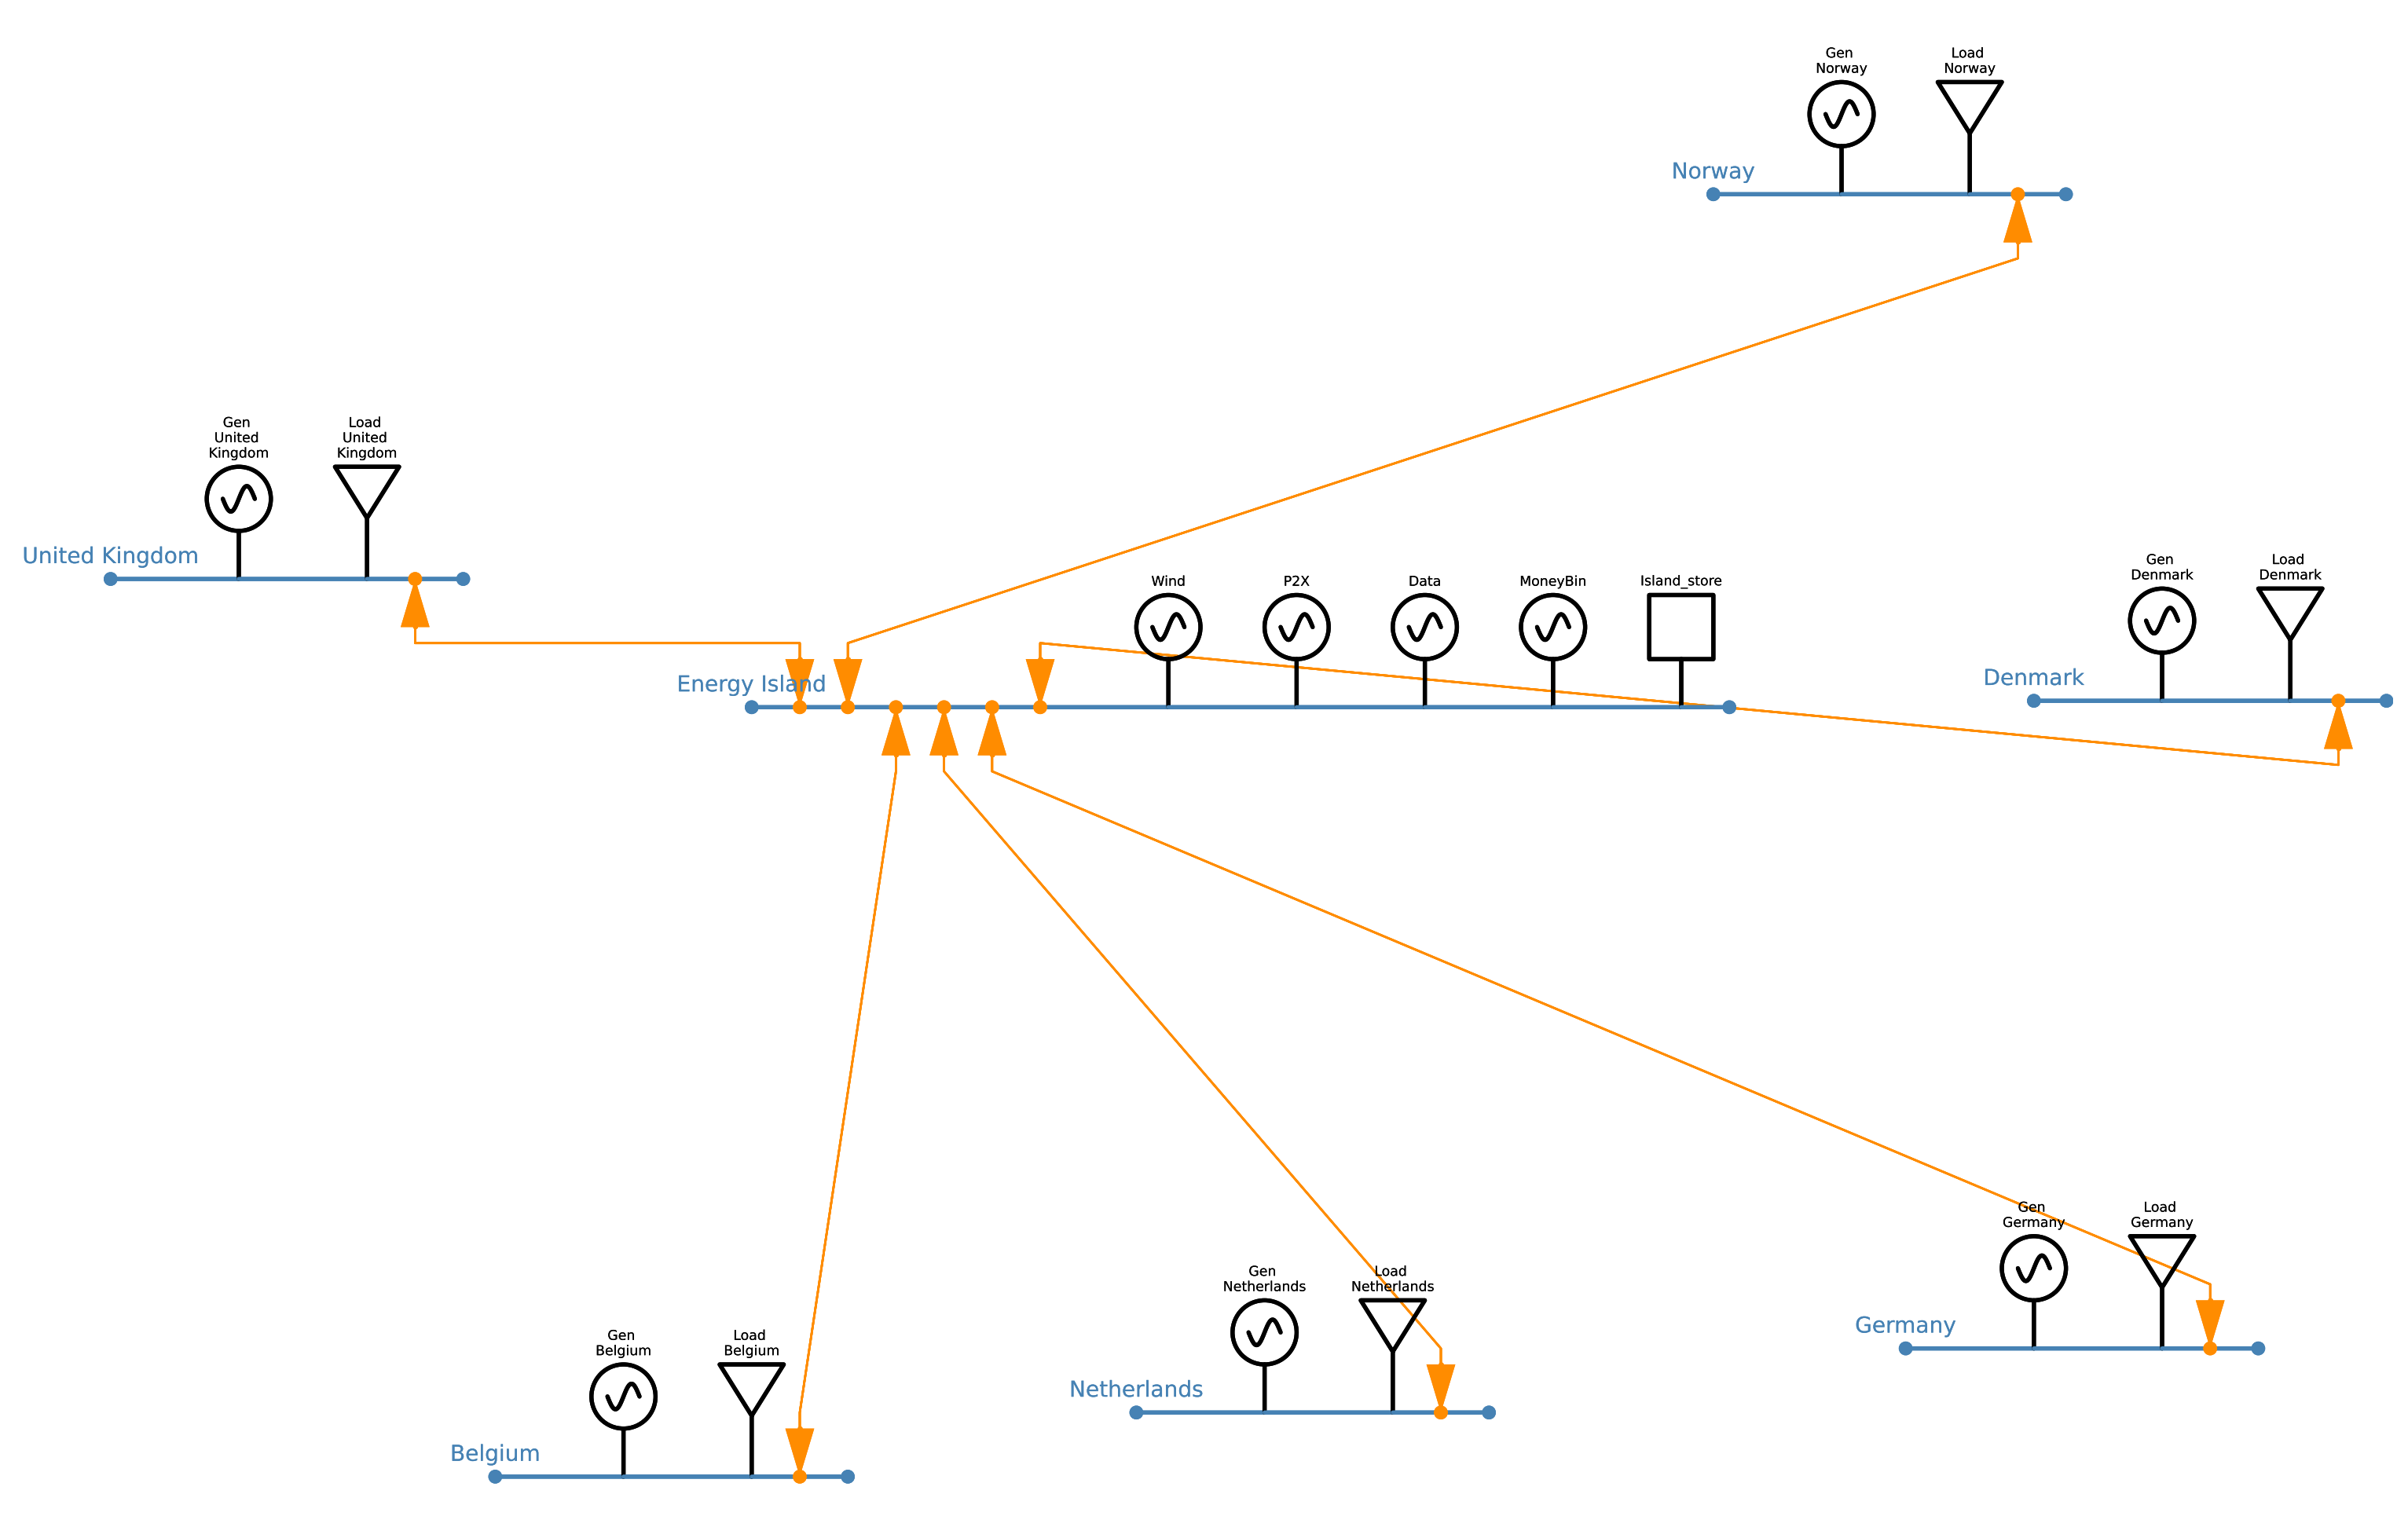 Gen
Norway
Load
Norway
Norway
Gen
United
Kingdom
Load
United
Kingdom
United Kingdom
Wind
P2X
Data
MoneyBin
Island_store
Energy Island
Gen
Denmark
Load
Denmark
Denmark
Gen
Germany
Load
Germany
Germany
Gen
Netherlands
Load
Netherlands
Netherlands
Gen
Belgium
Load
Belgium
Belgium